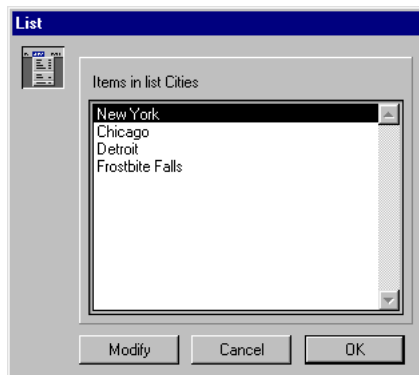 List
Items in list Cities
New York
Chicago
Detroit
Frostbite Falls
Modify
Cancel
OK